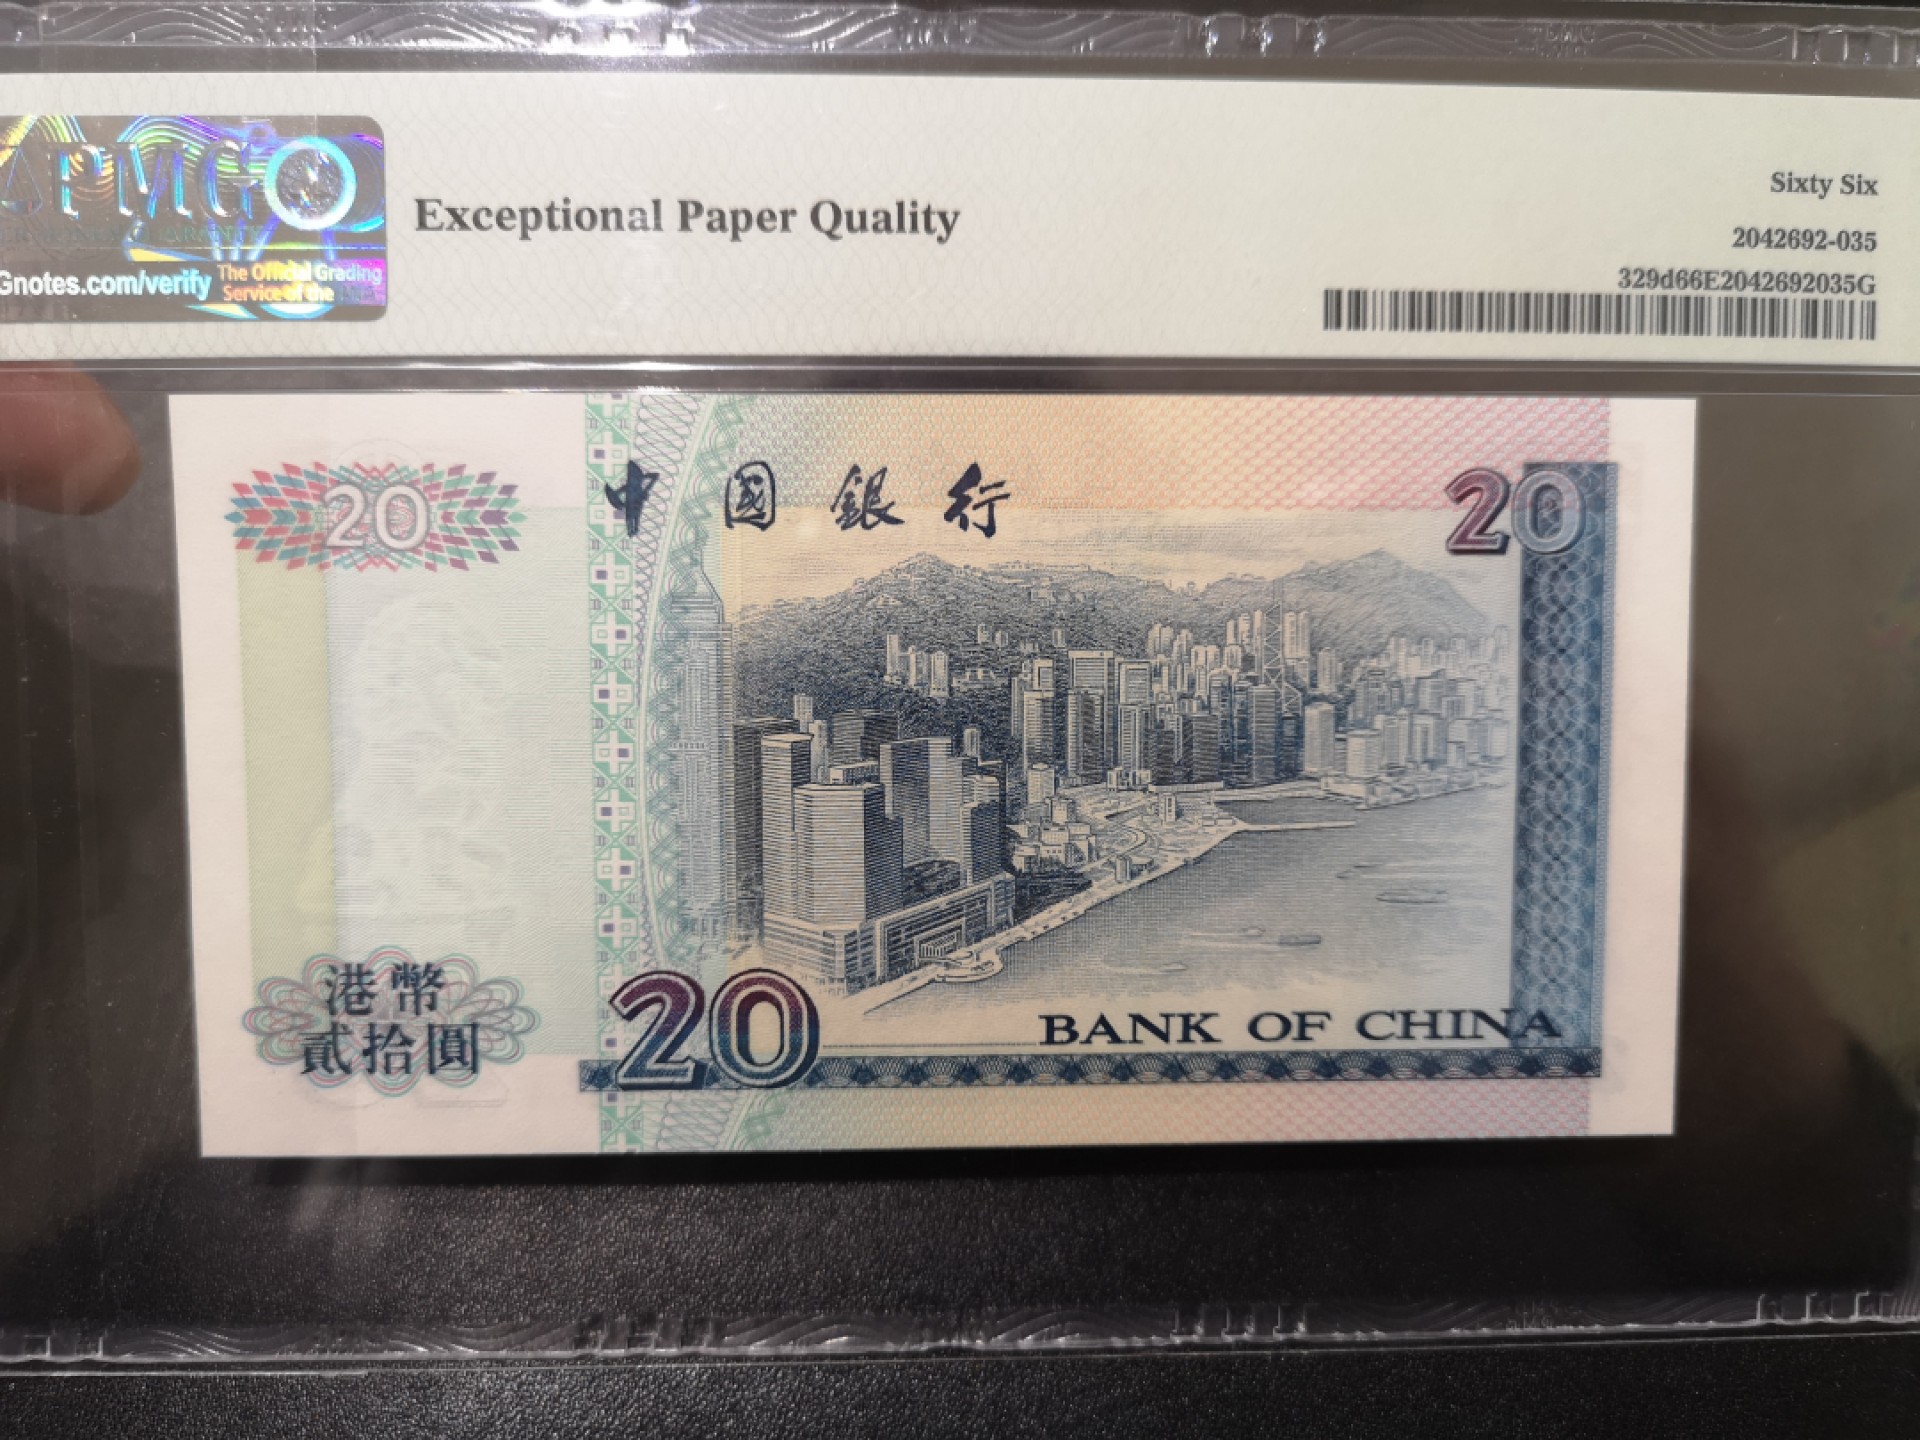 PMG
Gnotes.com/verify
The Official Grading
Service of the
Exceptional Paper Quality
Sixty Six
2042692-035
329d66E2042692035G
20
中國銀行
20
港幣
貳拾圓
20
BANK OF CHINA